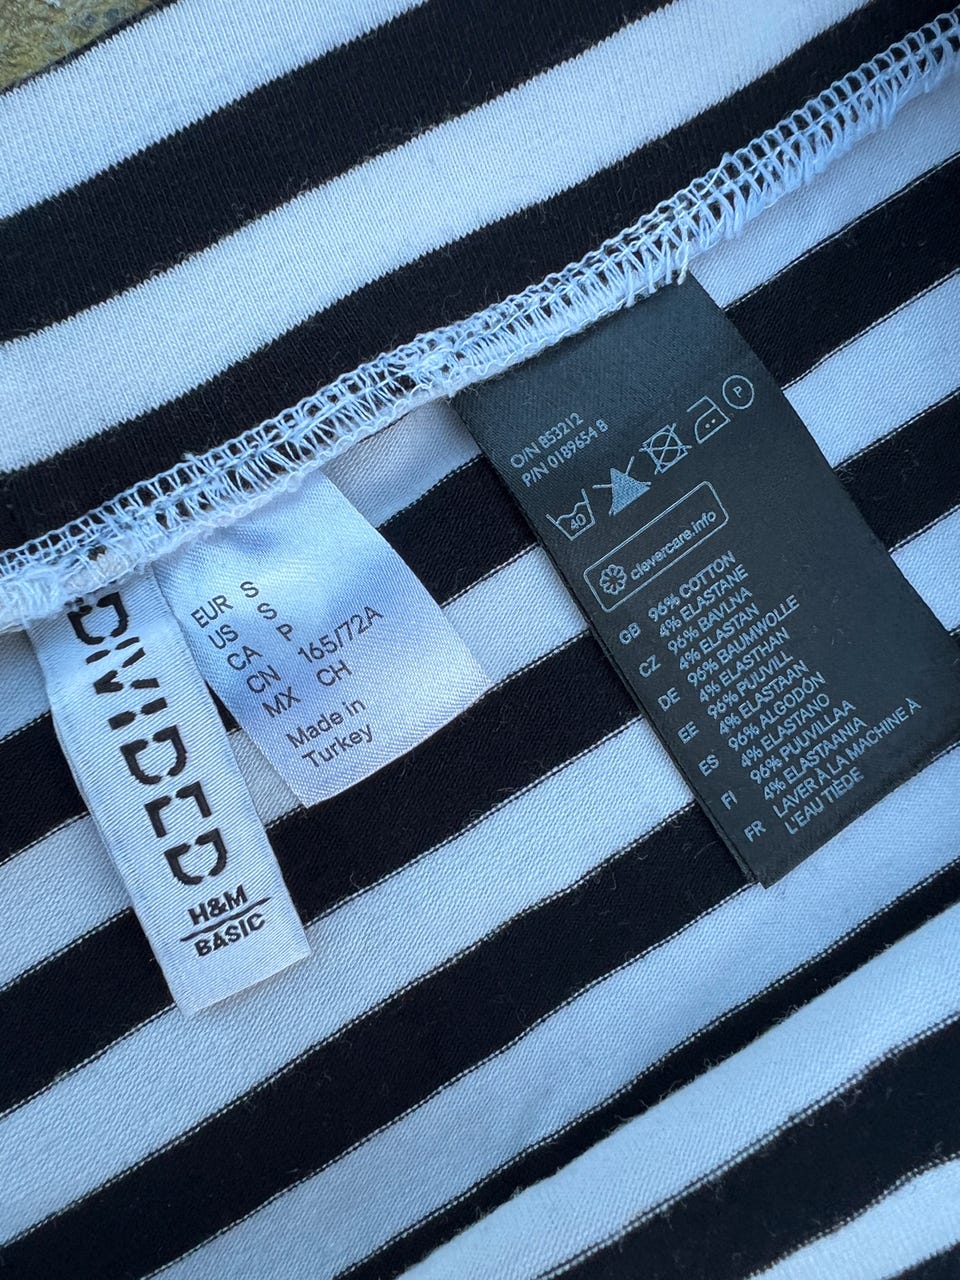 DIVIDED
H&M
BASIC
EUR S
US S
CA P
CN 165/72A
MX CH
Made in
Turkey
O/N 853212
P/N 0189654 8
40
P
clevercare.info
GB 96% COTTON
4% ELASTANE
CZ 96% BAVLNA
4% ELASTAN
DE 96% BAUMWOLLE
4% ELASTHAN
EE 96% PUUVILL
4% ELASTAAN
ES 96% ALGODÓN
4% ELASTANO
FI 96% PUUVILLAA
4% ELASTAANIA
FR LAVER À LA MACHINE À
L'EAU TIÈDE